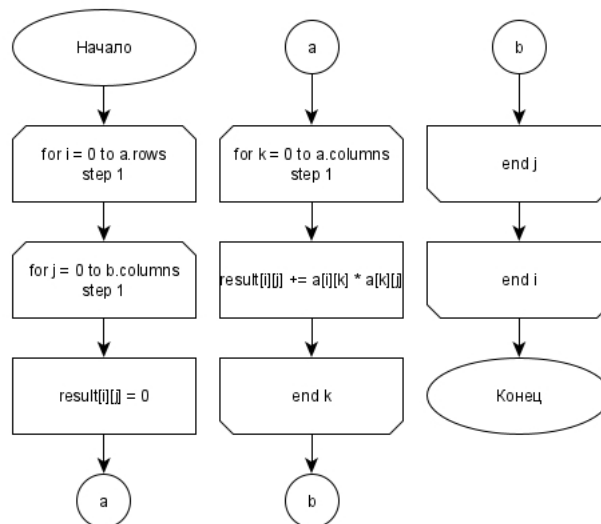 Начало
for i = 0 to a.rows
step 1
for j = 0 to b.columns
step 1
result[i][j] = 0
a
a
for k = 0 to a.columns
step 1
result[i][j] += a[i][k] * a[k][j]
end k
b
b
end j
end i
Конец